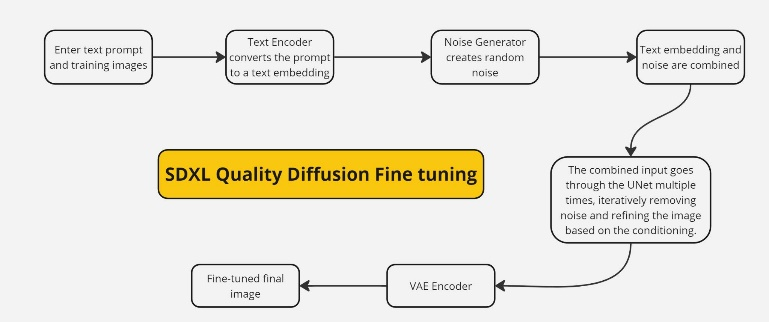 Enter text prompt
and training images
Text Encoder
converts the prompt
to a text embedding
Noise Generator
creates random
noise
Text embedding and
noise are combined
SDXL Quality Diffusion Fine tuning
The combined input goes
through the UNet multiple
times, iteratively removing
noise and refining the image
based on the conditioning.
Fine-tuned final
image
VAE Encoder